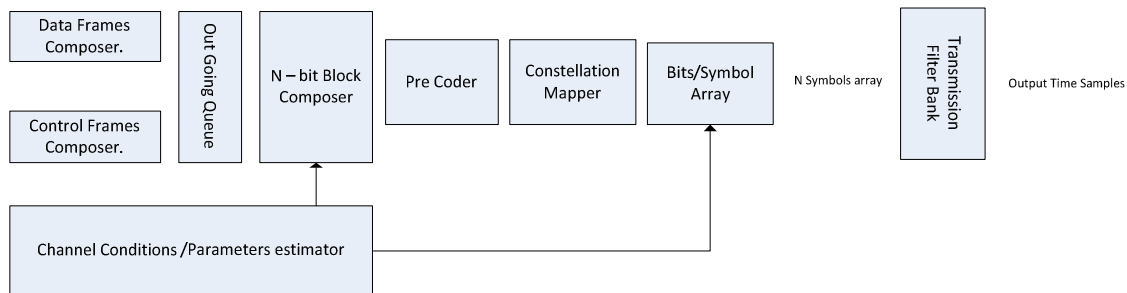 Data Frames
Composer.
Control Frames
Composer.
Out Going Queue
N – bit Block
Composer
Pre Coder
Constellation
Mapper
Bits/Symbol
Array
N Symbols array
Transmission
Filter Bank
Output Time Samples
Channel Conditions /Parameters estimator